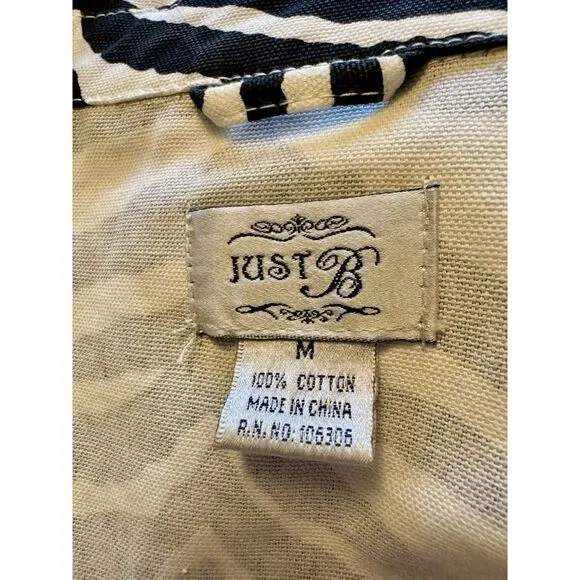 JUST B
M
100% COTTON
MADE IN CHINA
R.N. NO: 106306